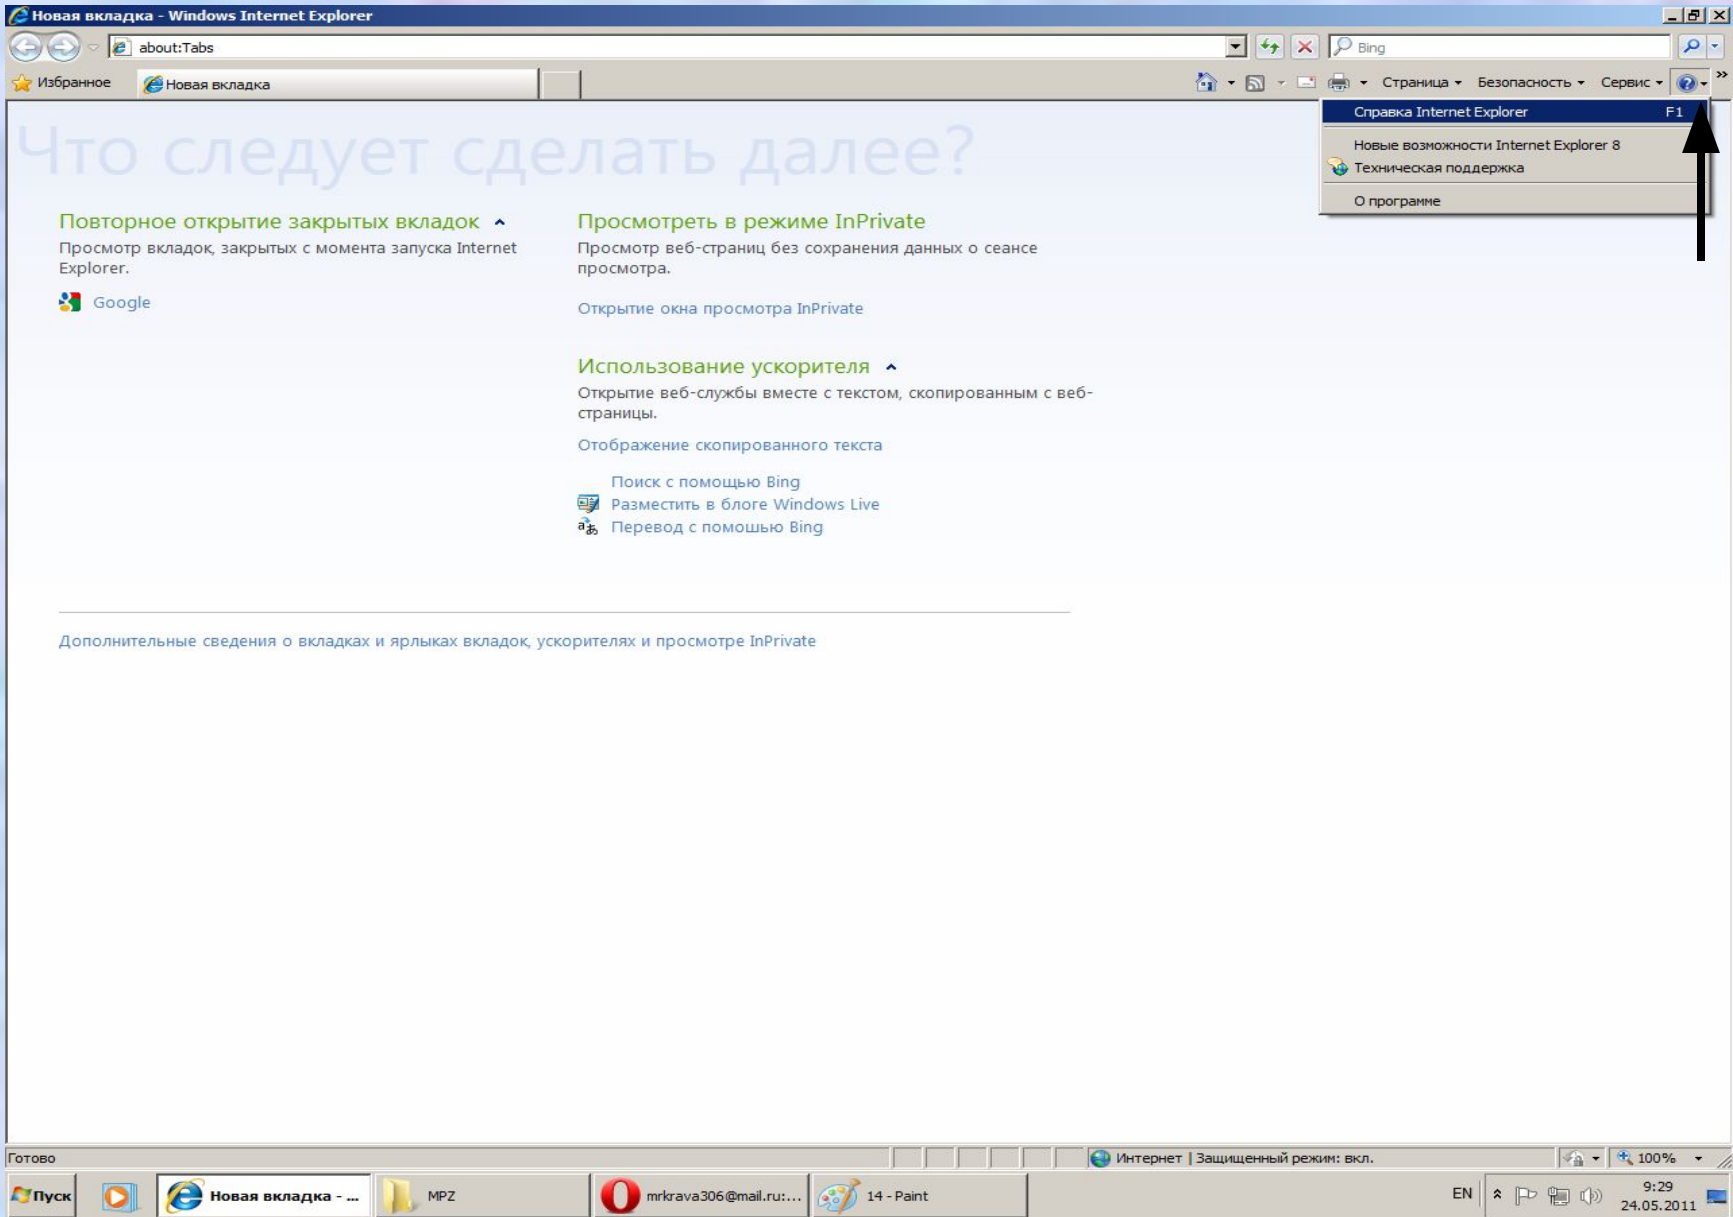 Новая вкладка - Windows Internet Explorer
about:Tabs
Bing
Избранное
Новая вкладка
Страница
Безопасность
Сервис
»
Справка Internet Explorer F1
Новые возможности Internet Explorer 8
Техническая поддержка
О программе
Что следует сделать далее?
Повторное открытие закрытых вкладок
Просмотр вкладок, закрытых с момента запуска Internet
Explorer.
Google
Просмотреть в режиме InPrivate
Просмотр веб-страниц без сохранения данных о сеансе
просмотра.
Открытие окна просмотра InPrivate
Использование ускорителя
Открытие веб-службы вместе с текстом, скопированным с веб-
страницы.
Отображение скопированного текста
Поиск с помощью Bing
Разместить в блоге Windows Live
Перевод с помошью Bing
Дополнительные сведения о вкладках и ярлыках вкладок, ускорителях и просмотре InPrivate
Готово
Интернет | Защищенный режим: вкл.
100%
Пуск
Новая вкладка - ...
MPZ
mrkrava306@mail.ru:...
14 - Paint
EN
9:29
24.05.2011